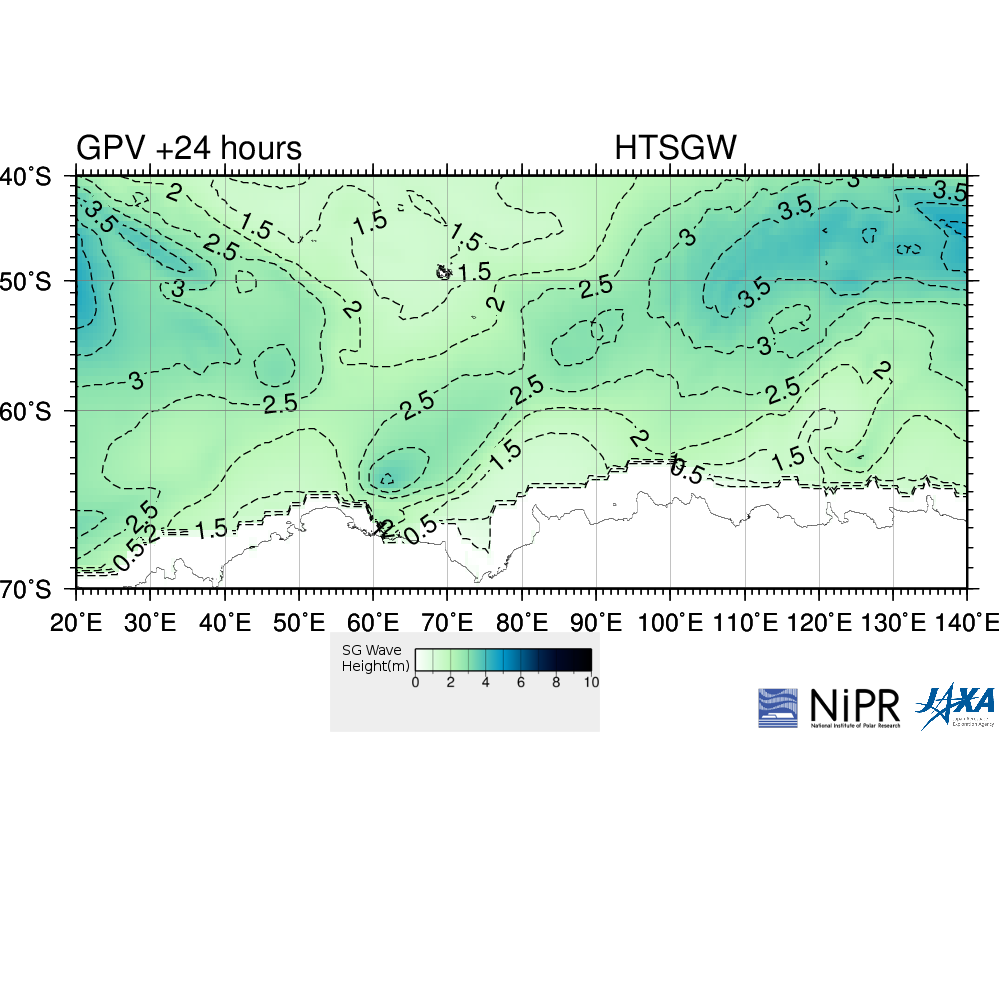 GPV +24 hours HTSGW
40°S
50°S
60°S
70°S
2
3.5
2.5
1.5
1.5
1.5
1.5
3
3.5
3
3.5
3
2
2
2.5
3.5
3
3
2.5
2.5
2.5
2.5
2
2
1.5
1.5
0.5
2.5
2
0.5
1.5
2
0.5
20°E 30°E 40°E 50°E 60°E 70°E 80°E 90°E 100°E 110°E 120°E 130°E 140°E
SG Wave
Height(m)
0 2 4 6 8 10
NiPR
National Institute of Polar Research
JAXA
Japan Aerospace
Exploration Agency